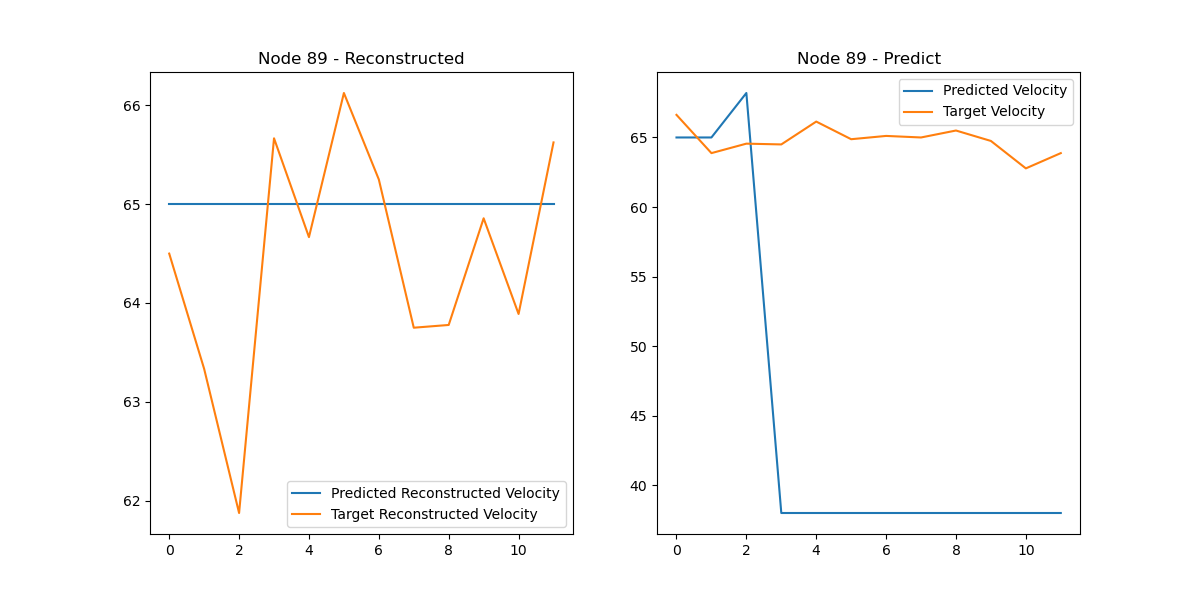 Node 89 - Reconstructed
66
65
64
63
62
0 2 4 6 8 10
Predicted Reconstructed Velocity
Target Reconstructed Velocity
Node 89 - Predict
65
60
55
50
45
40
0 2 4 6 8 10
Predicted Velocity
Target Velocity